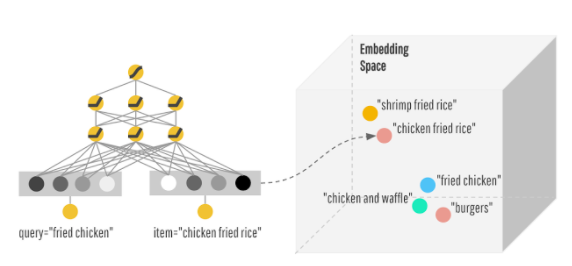 Embedding
Space
"shrimp fried rice"
"chicken fried rice"
"fried chicken"
"chicken and waffle"
"burgers"
query="fried chicken"
item="chicken fried rice"